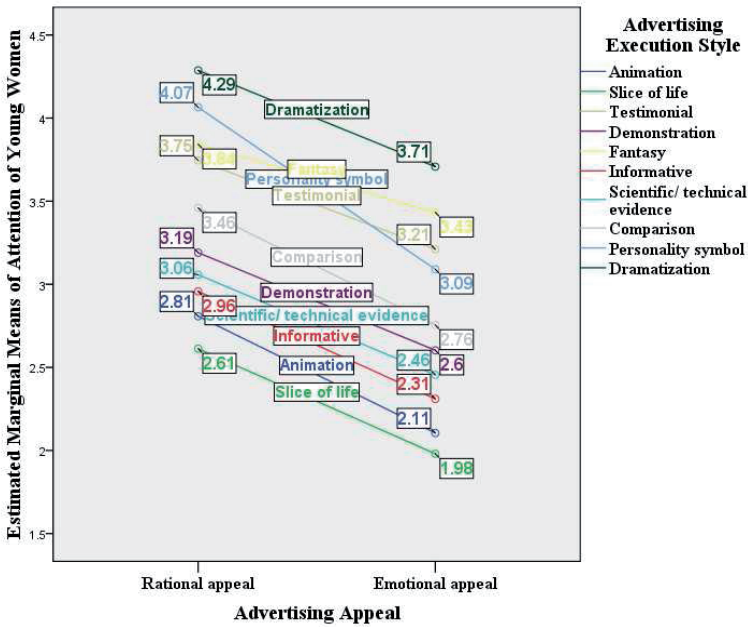 Estimated Marginal Means of Attention of Young Women
4.5
4
3.5
3
2.5
2
1.5
4.29
4.07
Dramatization
3.71
3.75
3.84
Fantasy
Personality symbol
Testimonial
3.43
3.46
3.21
3.19
Comparison
3.09
3.06
Demonstration
2.81
2.96
Scientific/ technical evidence
2.76
Informative
2.46
2.6
2.61
Animation
2.31
Slice of life
2.11
1.98
Rational appeal
Emotional appeal
Advertising Appeal
Advertising
Execution Style
Animation
Slice of life
Testimonial
Demonstration
Fantasy
Informative
Scientific/ technical
evidence
Comparison
Personality symbol
Dramatization